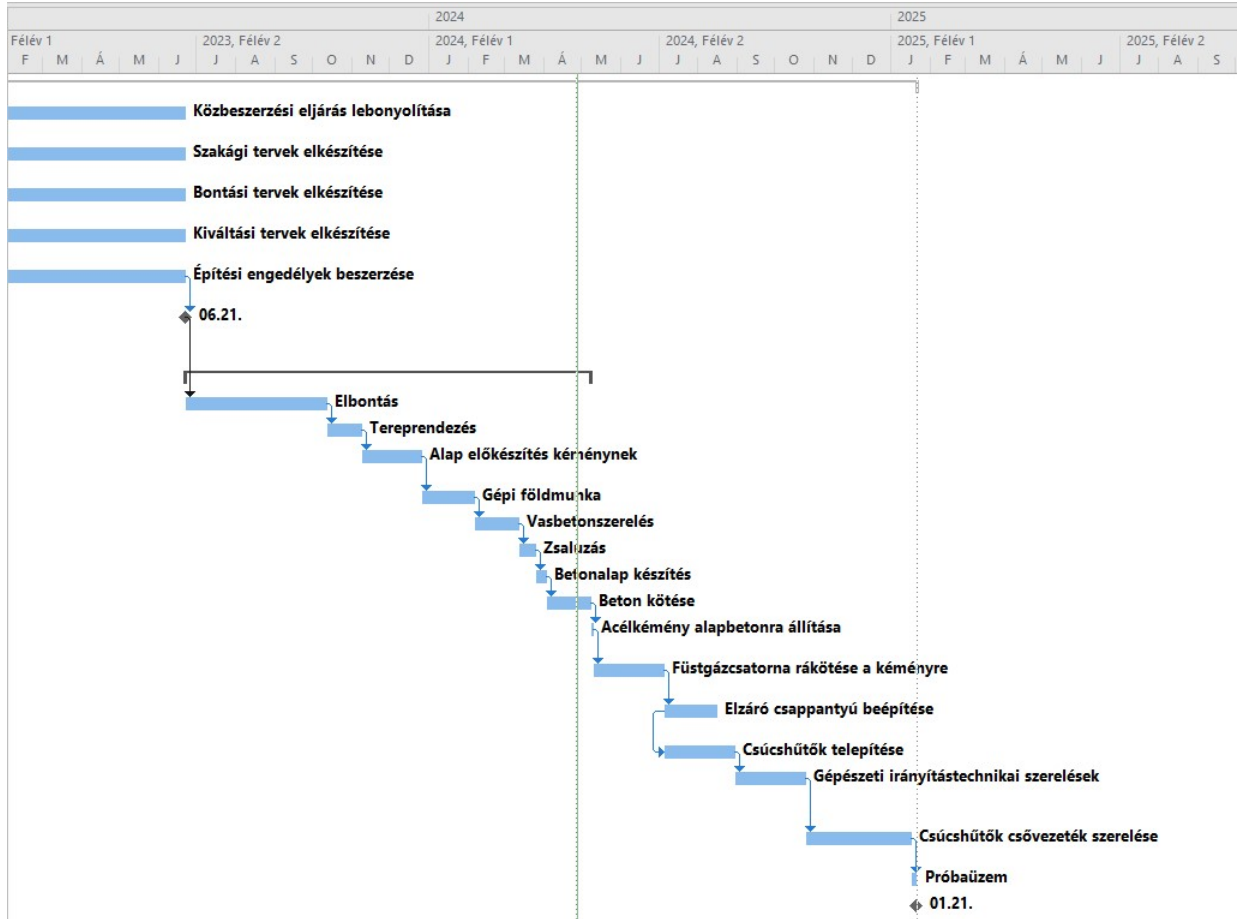 2024 2025
Félév 1 2023, Félév 2 2024, Félév 1 2024, Félév 2 2025, Félév 1 2025, Félév 2
F M Á M J J A S O N D J F M Á M J J A S O N D J F M Á M J J A S
Közbeszerzési eljárás lebonyolítása
Szakági tervek elkészítése
Bontási tervek elkészítése
Kiváltási tervek elkészítése
Építési engedélyek beszerzése
06.21.
Elbontás
Tereprendezés
Alap előkészítés kéménynek
Gépi földmunka
Vasbetonszerelés
Zsaluzás
Betonalap készítés
Beton kötése
Acélkémény alapbetonra állítása
Füstgázcsatorna rákötése a kéményre
Elzáró csappantyú beépítése
Csúcshűtők telepítése
Gépészeti irányítástechnikai szerelések
Csúcshűtők csővezeték szerelése
Próbaüzem
01.21.